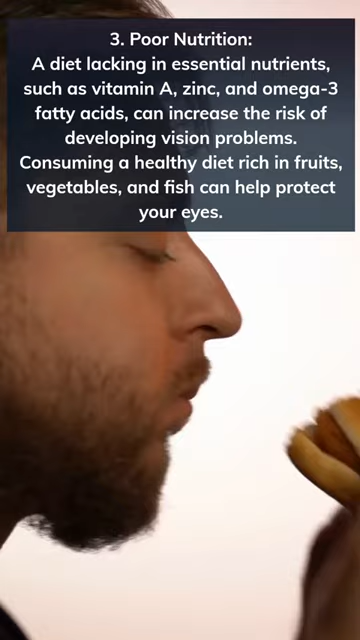 3. Poor Nutrition:
A diet lacking in essential nutrients,
such as vitamin A, zinc, and omega-3
fatty acids, can increase the risk of
developing vision problems.
Consuming a healthy diet rich in fruits,
vegetables, and fish can help protect
your eyes.